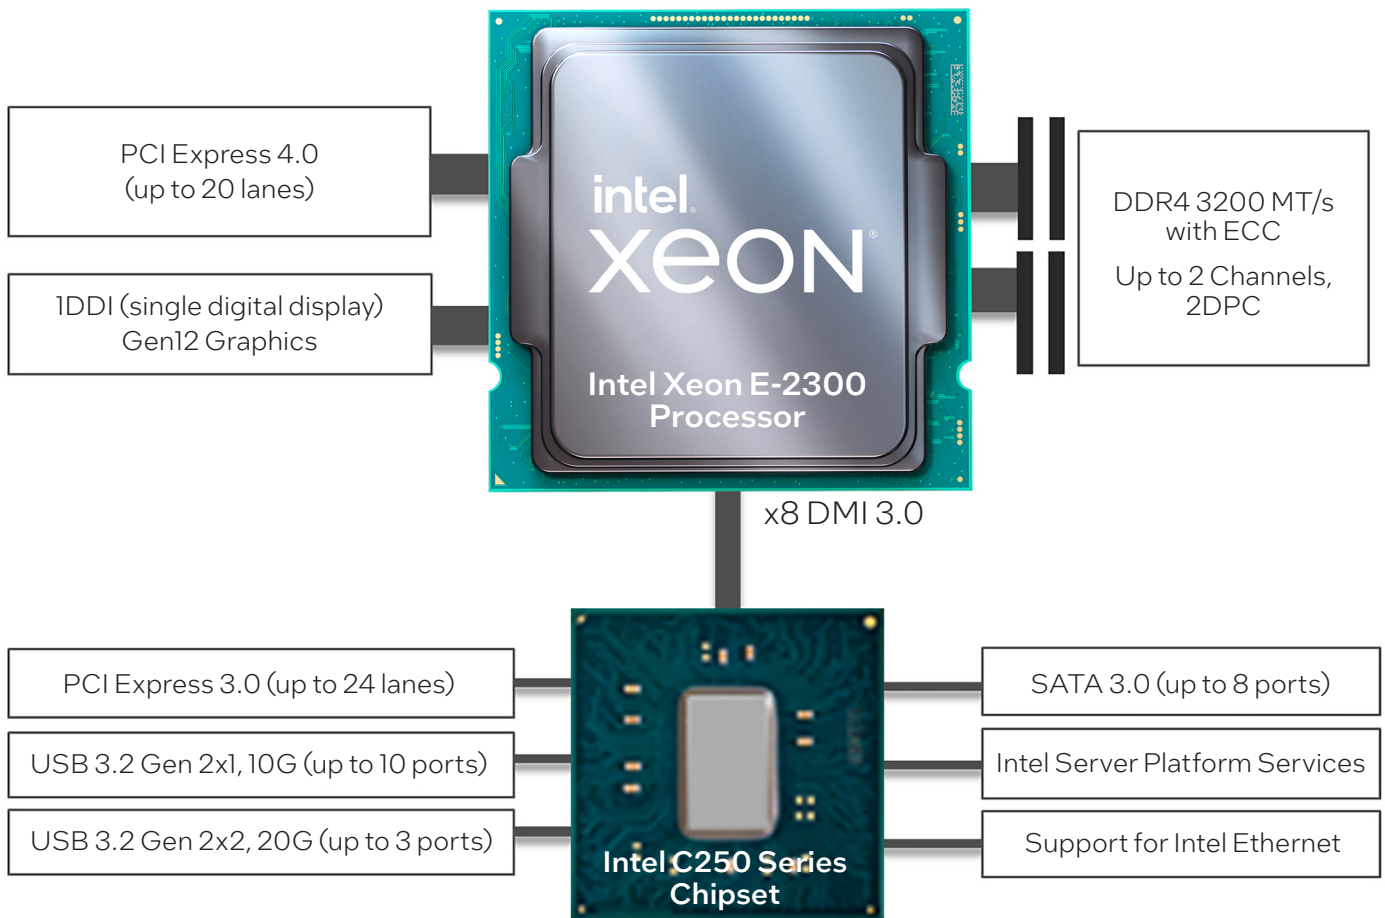 PCI Express 4.0
(up to 20 lanes)
1DDI (single digital display)
Gen12 Graphics
intel®
xeon®
Intel Xeon E-2300
Processor
DDR4 3200 MT/s
with ECC
Up to 2 Channels,
2DPC
x8 DMI 3.0
PCI Express 3.0 (up to 24 lanes)
USB 3.2 Gen 2x1, 10G (up to 10 ports)
USB 3.2 Gen 2x2, 20G (up to 3 ports)
Intel C250 Series
Chipset
SATA 3.0 (up to 8 ports)
Intel Server Platform Services
Support for Intel Ethernet